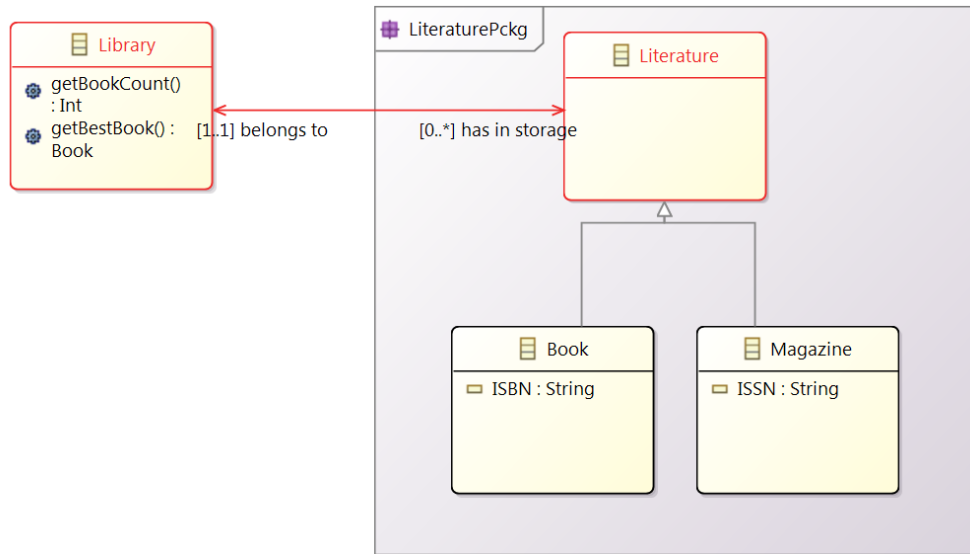 Library
getBookCount()
: Int
getBestBook() :
Book
[1..1] belongs to
[0..*] has in storage
LiteraturePckg
Literature
Book
ISBN : String
Magazine
ISSN : String